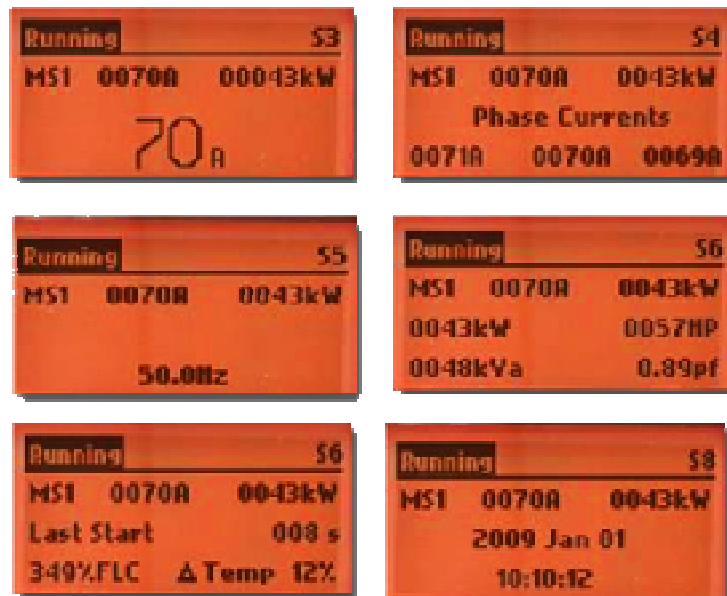 Running S3
MS1 0070A 00043kW
70A
Running S4
MS1 0070A 0043kW
Phase Currents
0071A 0070A 0069A
Running S5
MS1 0070A 0043kW
50.0Hz
Running S6
MS1 0070A 0043kW
0043kW 0057HP
0048kVa 0.89pf
Running S6
MS1 0070A 0043kW
Last Start 008 s
349%FLC Δ Temp 12%
Running S8
MS1 0070A 0043kW
2009 Jan 01
10:10:12